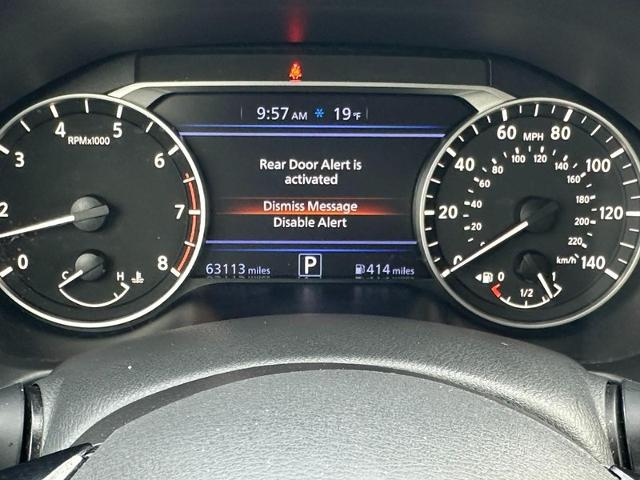 9:57 AM * 19°F
Rear Door Alert is
activated
Dismiss Message
Disable Alert
63113 miles P 414 miles
RPMx1000
0
2
3
4
5
6
7
8
C H
MPH
0
20
40
60
80
100
120
140
km/h
20
40
60
80
100
120
140
160
180
200
220
0 1/2 1